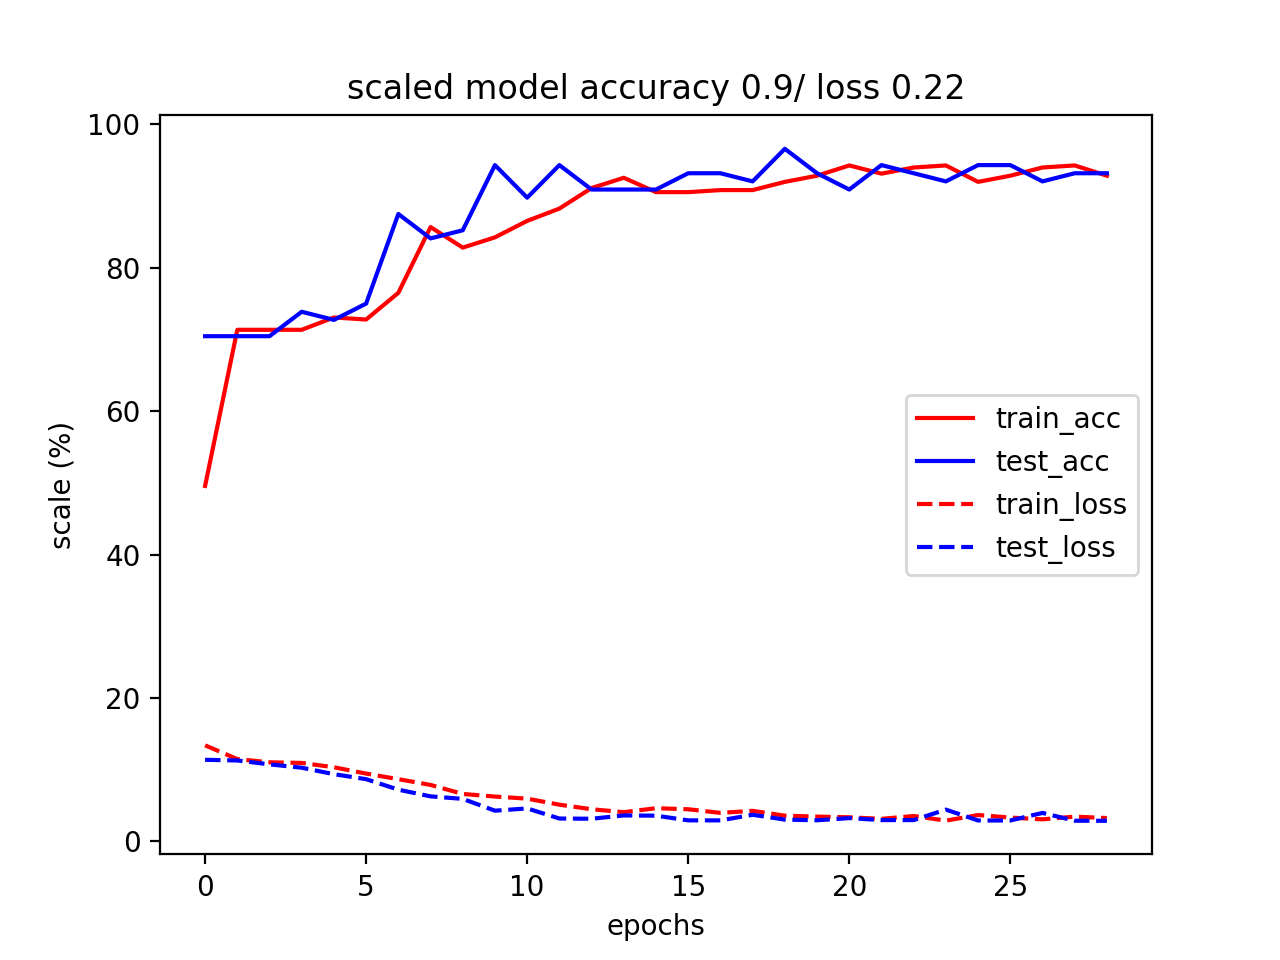 scaled model accuracy 0.9/ loss 0.22
100
80
60
40
20
0
scale (%)
train_acc
test_acc
train_loss
test_loss
0 5 10 15 20 25
epochs